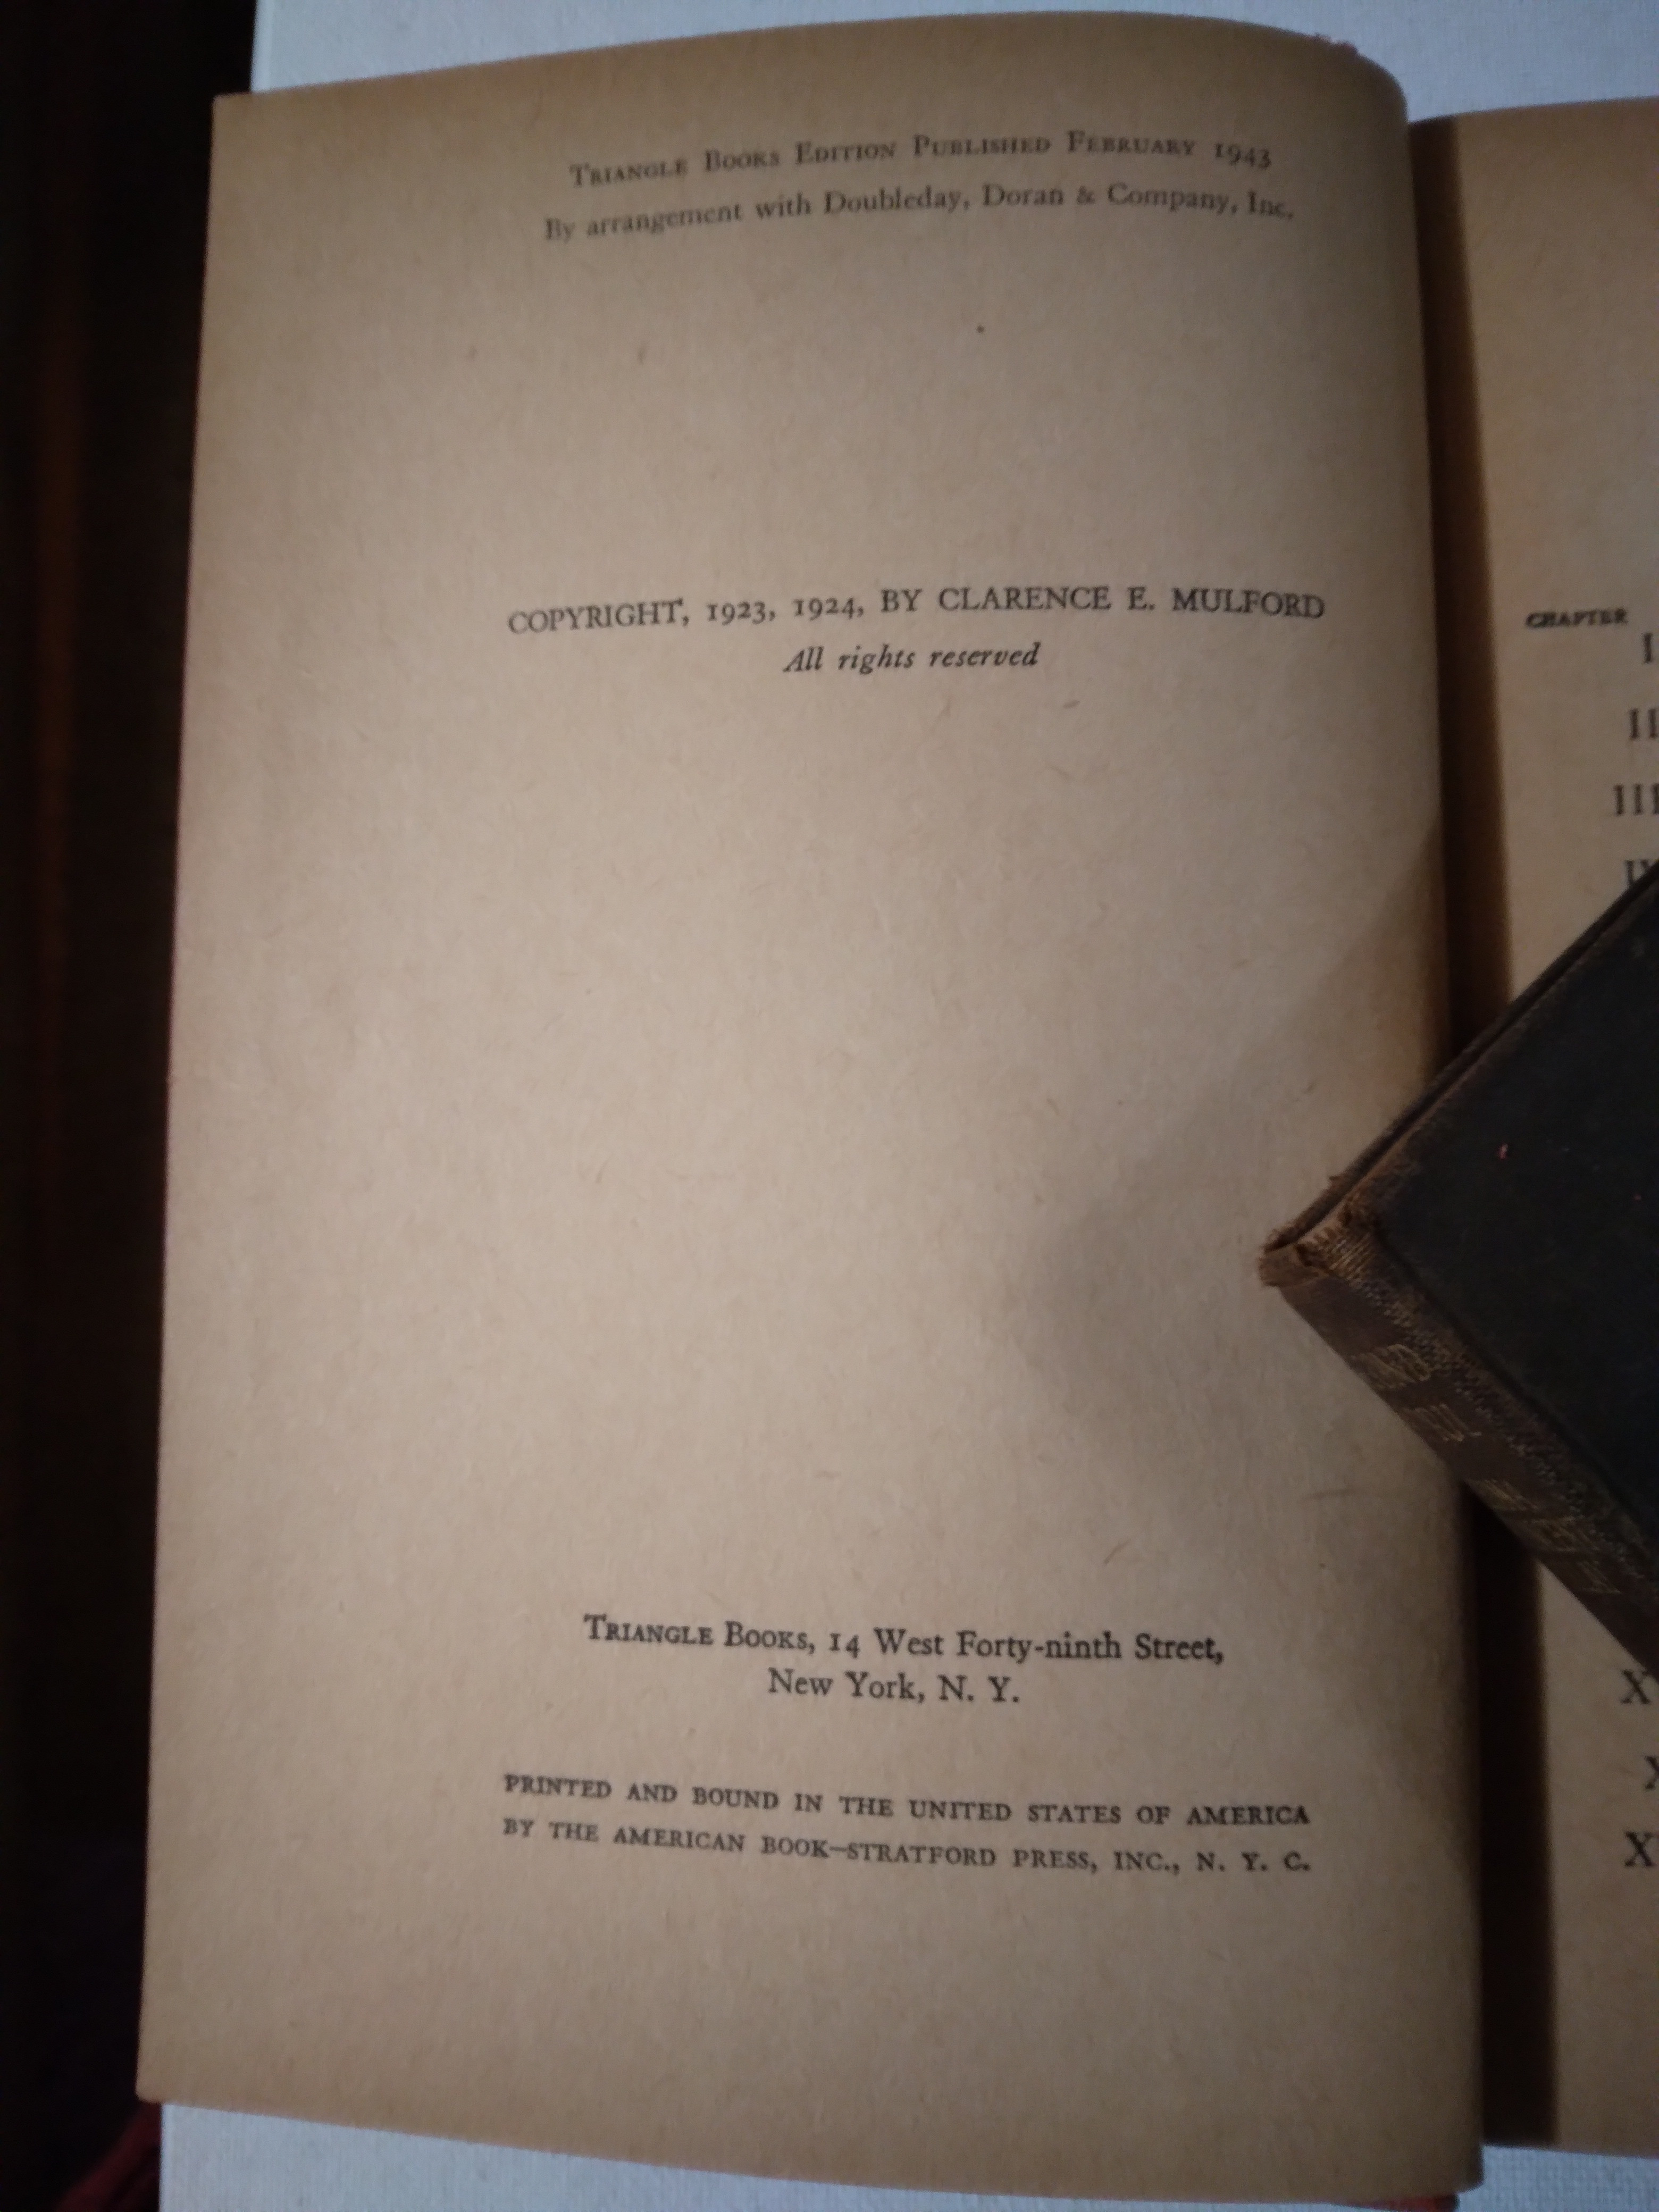 Triangle Books Edition Published February 1943
By arrangement with Doubleday, Doran & Company, Inc.
COPYRIGHT, 1923, 1924, BY CLARENCE E. MULFORD
All rights reserved
Triangle Books, 14 West Forty-ninth Street,
New York, N. Y.
PRINTED AND BOUND IN THE UNITED STATES OF AMERICA
BY THE AMERICAN BOOK—STRATFORD PRESS, INC., N. Y. C.
CHAPTER
I
II
III